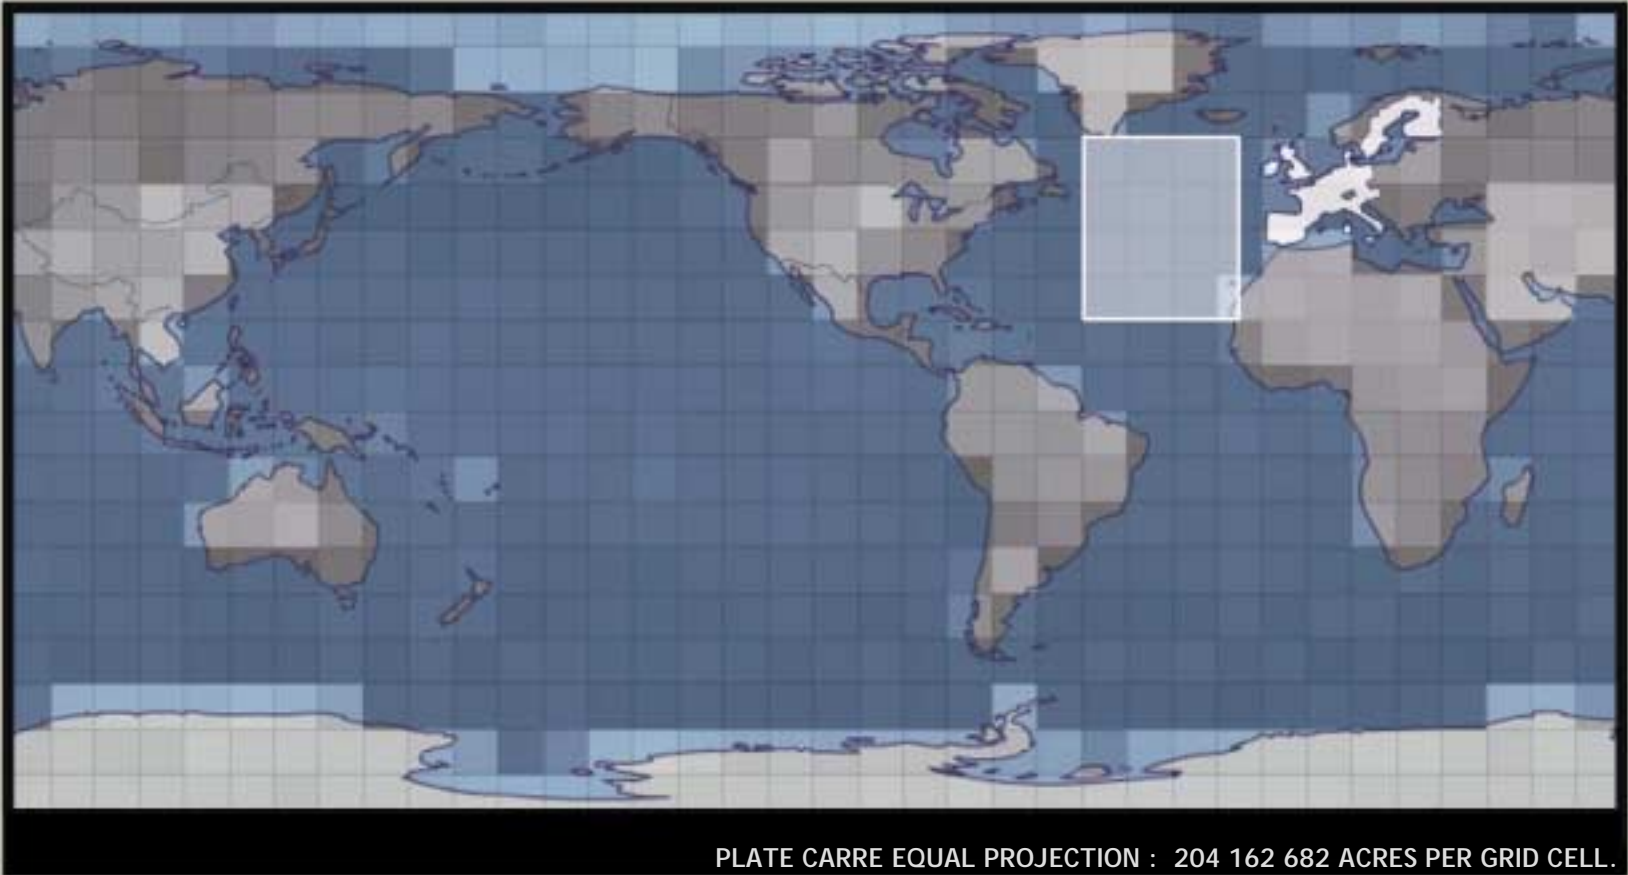 PLATE CARRE EQUAL PROJECTION : 204 162 682 ACRES PER GRID CELL.